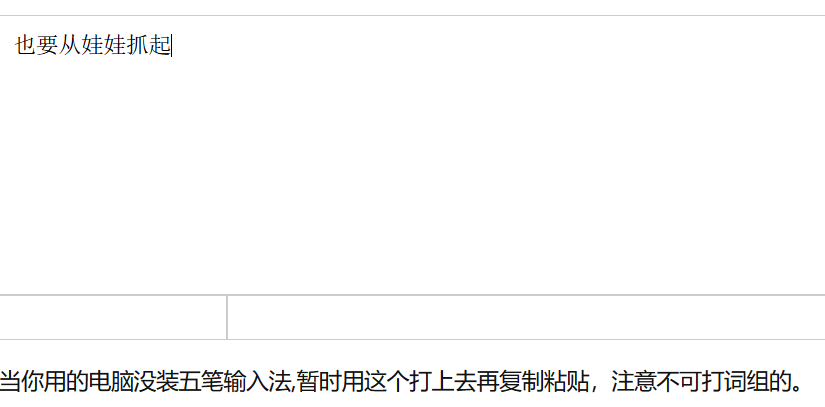 也要从娃娃抓起
当你用的电脑没装五笔输入法,暂时用这个打上去再复制粘贴，注意不可打词组的。